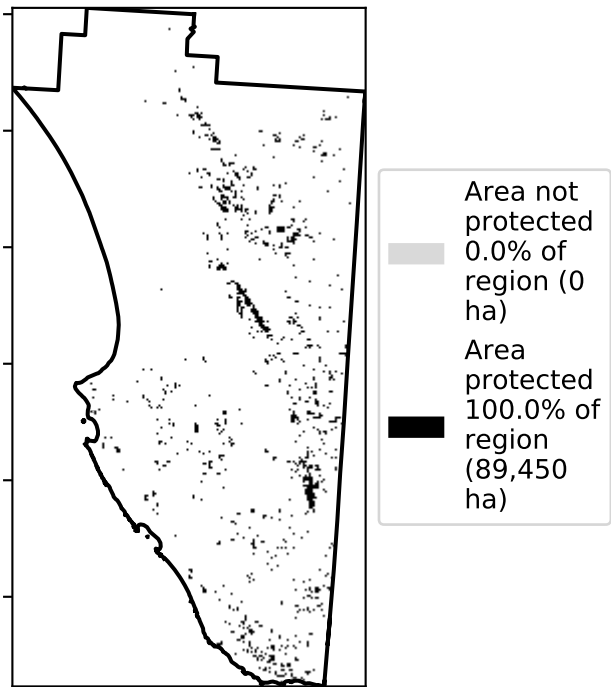 Area not
protected
0.0% of
region (0
ha)
Area
protected
100.0% of
region
(89,450
ha)